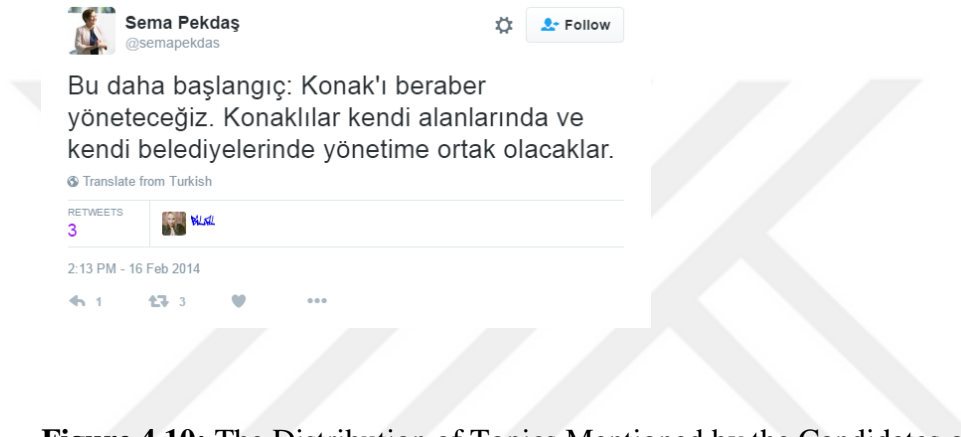 Sema Pekdaş
@semapekdas
Follow
Bu daha başlangıç: Konak'ı beraber
yöneteceğiz. Konaklılar kendi alanlarında ve
kendi belediyelerinde yönetime ortak olacaklar.
Translate from Turkish
RETWEETS
3
2:13 PM - 16 Feb 2014
1 3
Figure 4.10: The Distribution of Topics Mentioned by the Candidates